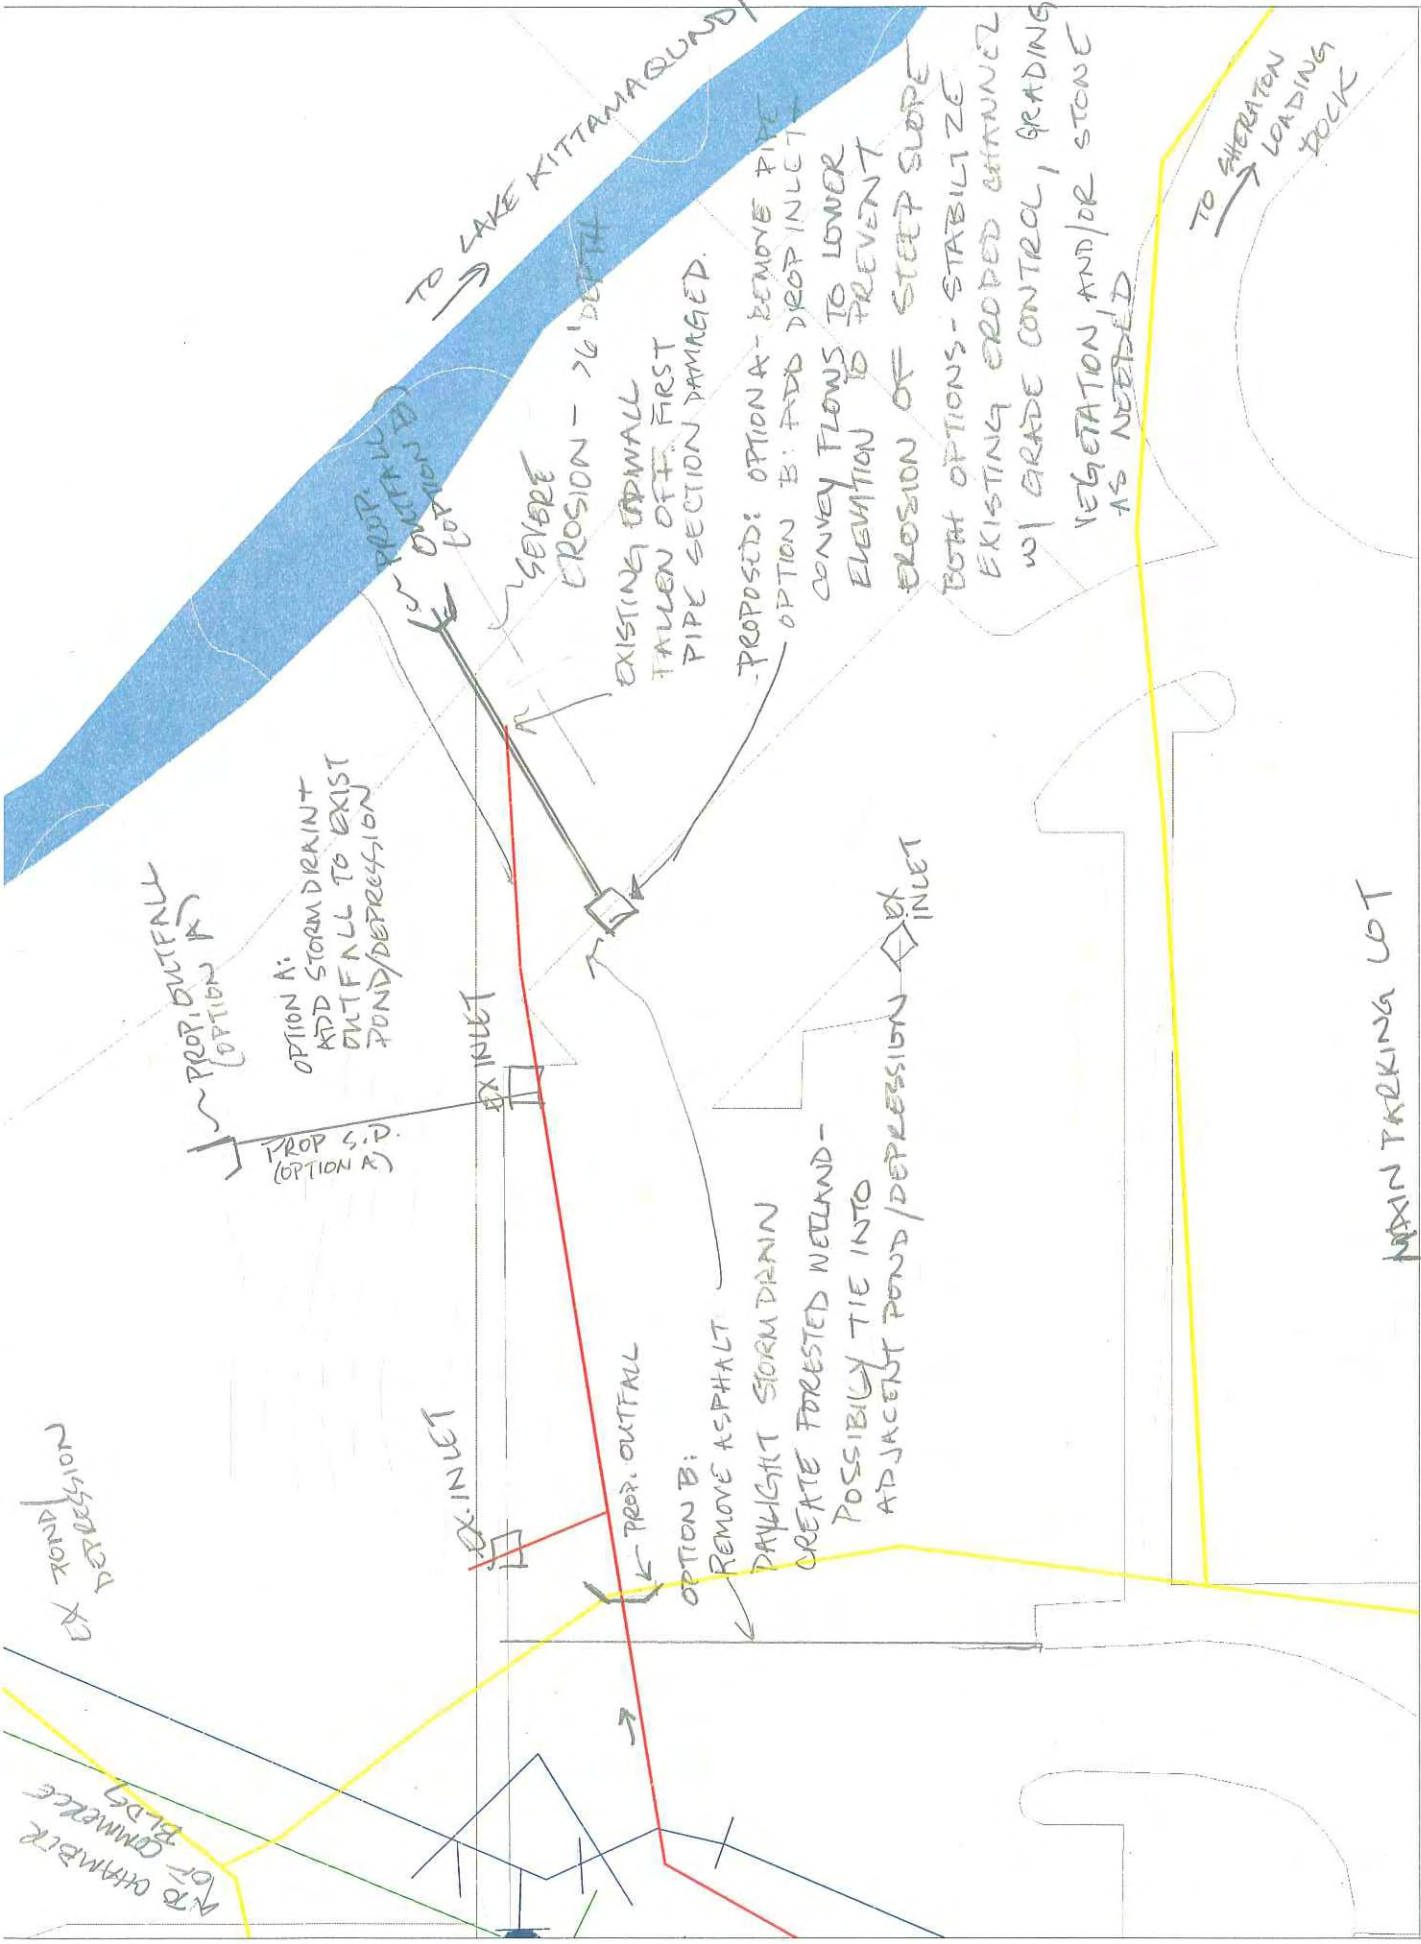 TO
LAKE KITTAMAQUNDI
PROP.
OUTFALL
(OPTION B)
SEVERE
EROSION - >6' DEPTH
EXISTING ENDWALL
FALLEN OFF. FIRST
PIPE SECTION DAMAGED.
PROPOSED: OPTION A - REMOVE PIPE
OPTION B: ADD DROP INLET +
CONVEY FLOWS TO LOWER
ELEVATION TO PREVENT
EROSION OF STEEP SLOPE
BOTH OPTIONS - STABILIZE
EXISTING ERODED CHANNEL
W/ GRADE CONTROL, GRADING
VEGETATION, AND/OR STONE
AS NEEDED
TO SHERATON
LOADING
DOCK
PROP. OUTFALL
(OPTION A)
OPTION A:
ADD STORMDRAIN +
OUTFALL TO EXIST
POND/DEPRESSION
PROP S.D.
(OPTION A)
EX INLET
EX
INLET
EX POND/
DEPRESSION
EX. INLET
PROP. OUTFALL
OPTION B:
REMOVE ASPHALT
DAYLIGHT STORMDRAIN
CREATE FORESTED WETLAND -
POSSIBILY TIE INTO
ADJACENT POND/DEPRESSION
MAIN PARKING LOT
TO CHAMBER
OF COMMERCE
BLDG